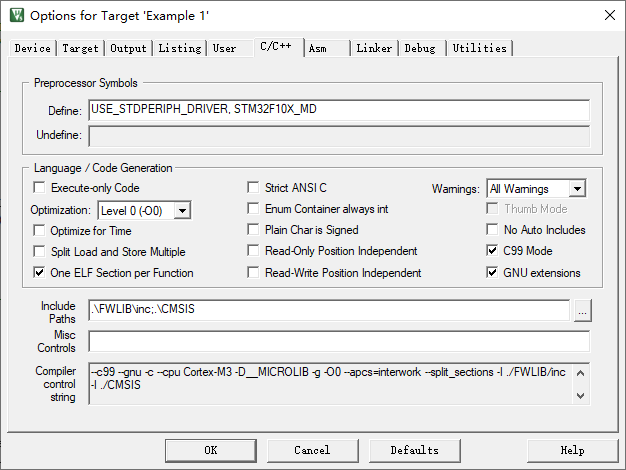 Options for Target 'Example 1'
Device Target Output Listing User C/C++ Asm Linker Debug Utilities
Preprocessor Symbols
Define: USE_STDPERIPH_DRIVER, STM32F10X_MD
Undefine:
Language / Code Generation
Execute-only Code Strict ANSI C Warnings: All Warnings
Optimization: Level 0 (-O0) Enum Container always int Thumb Mode
Optimize for Time Plain Char is Signed No Auto Includes
Split Load and Store Multiple Read-Only Position Independent C99 Mode
One ELF Section per Function Read-Write Position Independent GNU extensions
Include Paths .\FWLIB\inc;.\CMSIS ...
Misc Controls
Compiler control string --c99 --gnu -c --cpu Cortex-M3 -D__MICROLIB -g -O0 --apcs=interwork --split_sections -I ./FWLIB/inc
-I ./CMSIS
OK Cancel Defaults Help